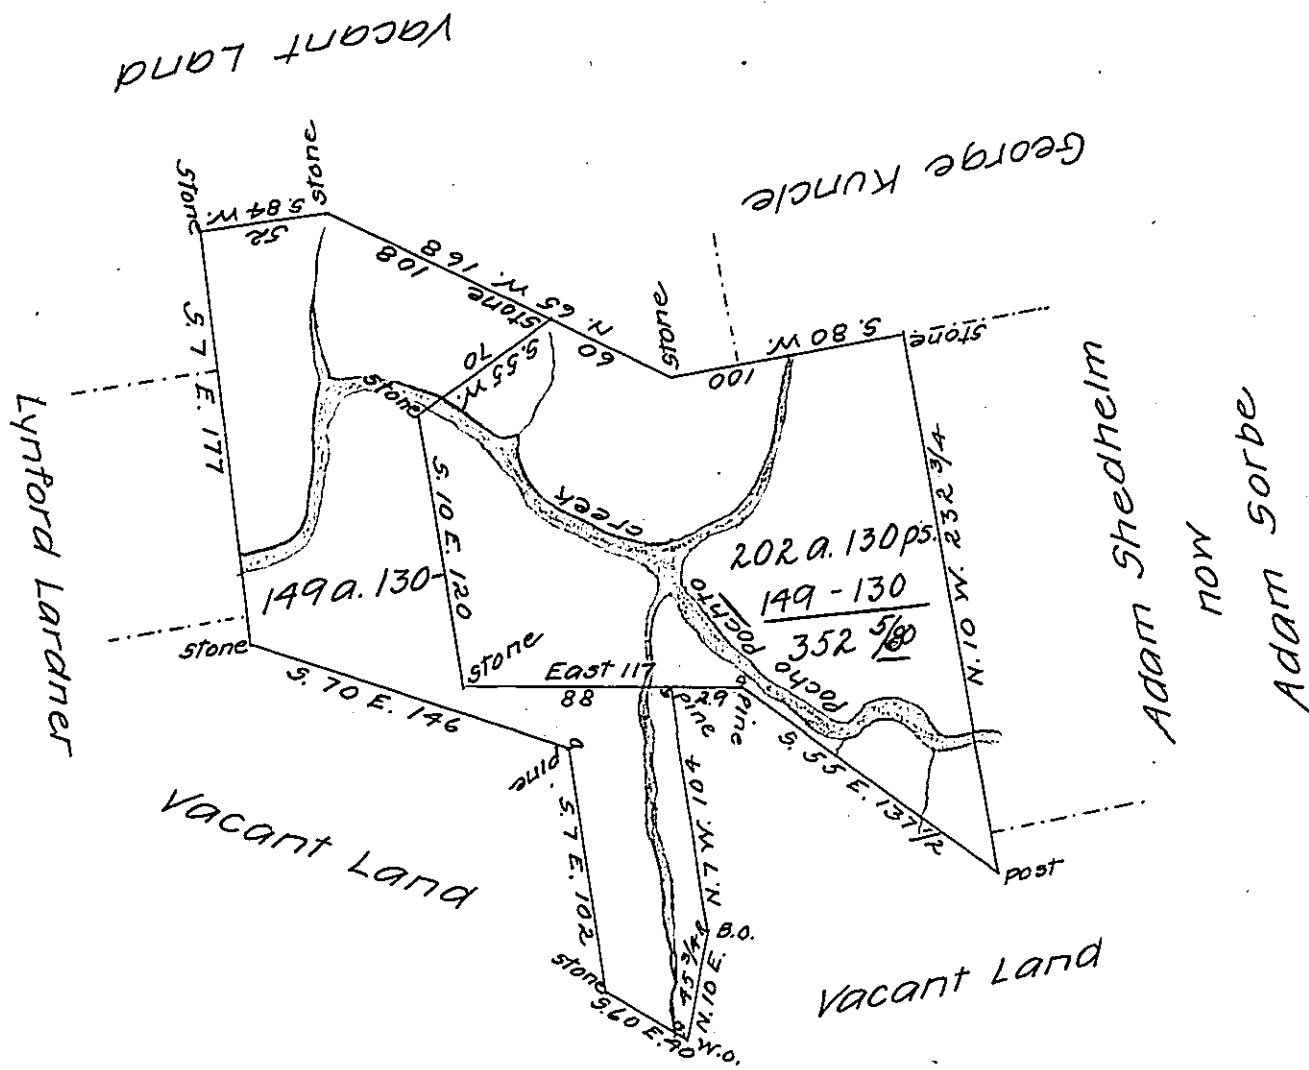 Vacant Land
George Kuncle
stone
stone
S. 84 W.
52
N. 65 W. 168
108
60
stone
S. 55 W.
70
stone
stone
S. 80 W.
100
stone
S. 7 E. 177
Lynford Lardner
S. 10 E. 120
creek
Pochto
Pocho
202 a. 130 ps.
149 - 130
352 5/80
149 a. 130
N. 10 W. 232 3/4
Adam Shedhelm
now
Adam Sorbe
stone
stone
East 117
88
29
pine
pine
S. 70 E. 146
pine
S. 55 E. 137 1/2
post
Vacant Land
S. 7 E. 102
N. 7 W. 104
B.O.
N. 10 E.
45 3/4
stone
S. 60 E. 40
W.O.
Vacant Land